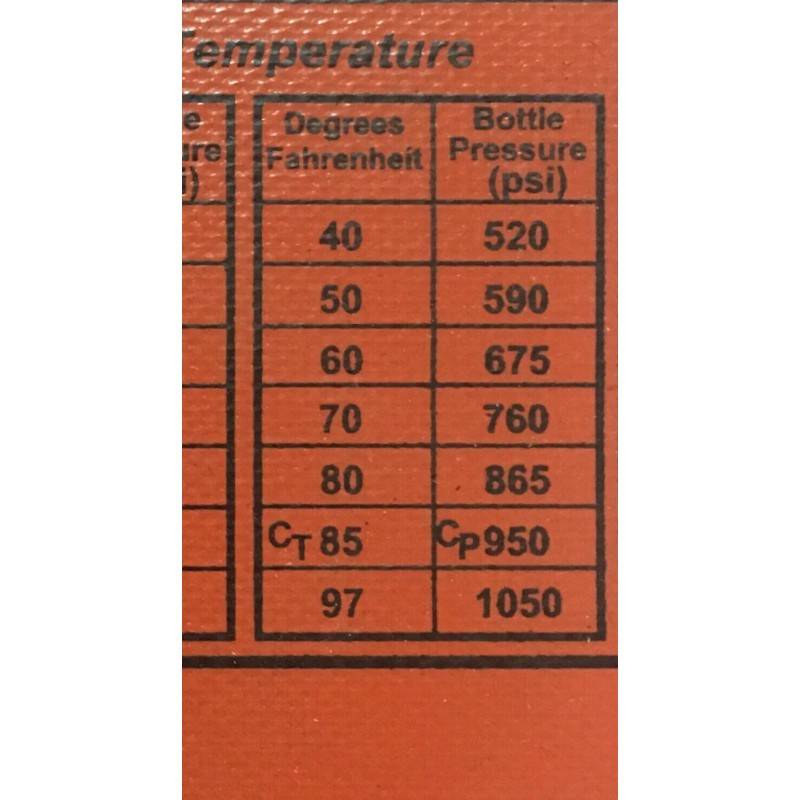 Temperature
Degrees Fahrenheit Bottle Pressure (psi)
40 520
50 590
60 675
70 760
80 865
CT 85 CP 950
97 1050